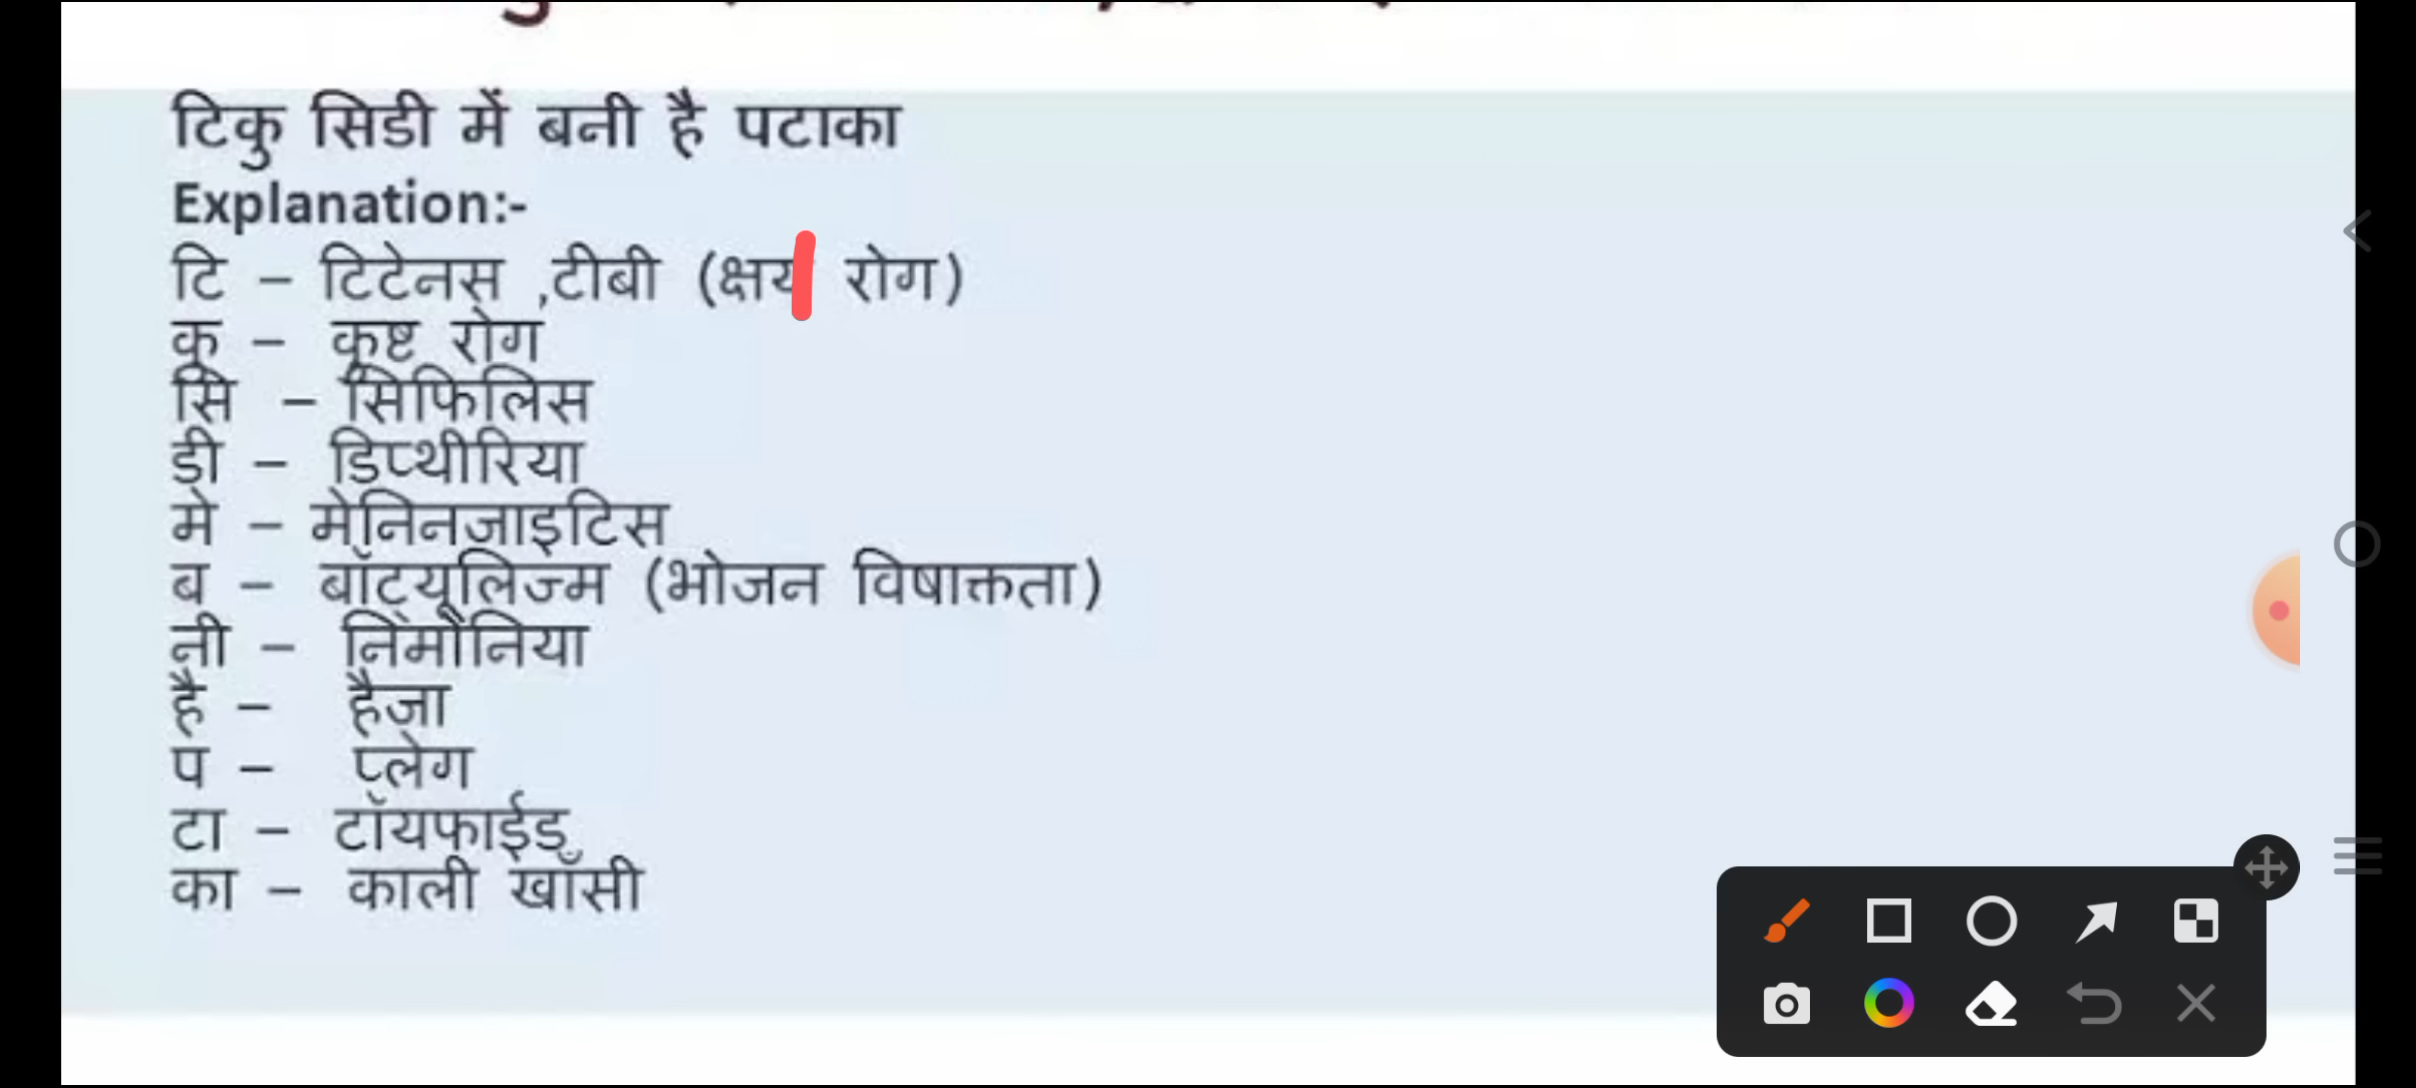 टिकु सिडी में बनी है पटाका
Explanation:-
टि – टिटेनस ,टीबी (क्षय रोग)
कु – कुष्ट रोग
सि – सिफिलिस
डी – डिप्थीरिया
मे – मेनिनजाइटिस
ब – बॉट्यूलिज्म (भोजन विषाक्तता)
नी – निमोनिया
है – हैजा
प – प्लेग
टा – टॉयफाईड
का – काली खाँसी